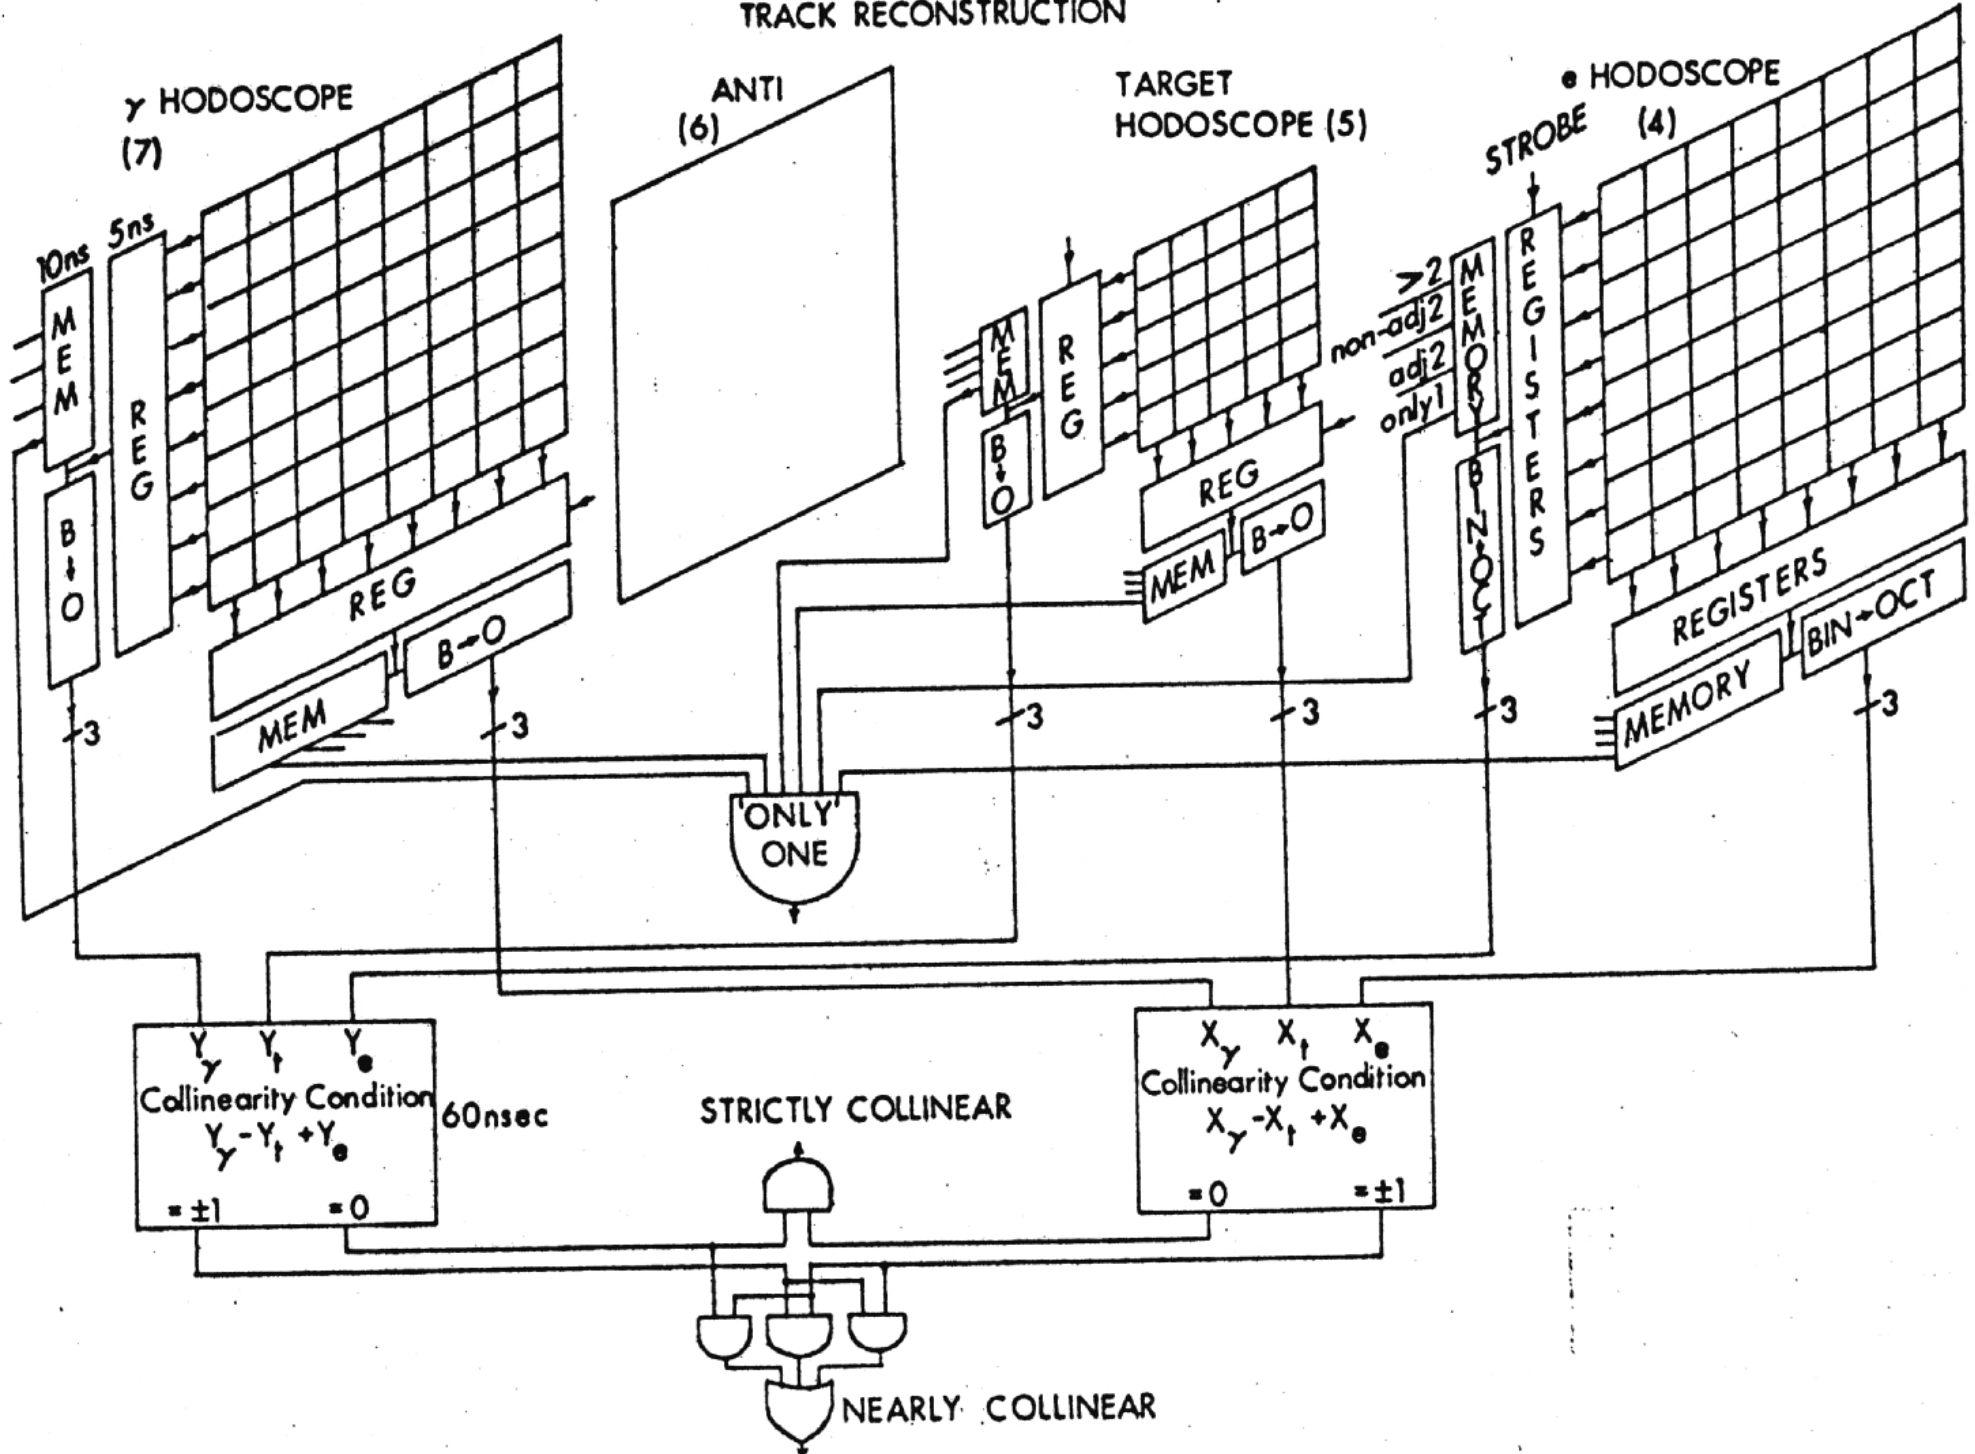 TRACK RECONSTRUCTION
γ HODOSCOPE
(7)
ANTI
(6)
TARGET
HODOSCOPE (5)
e HODOSCOPE
(4)
STROBE
10ns
5ns
MEM
REG
B→O
REG
MEM
B→O
3
3
MEM
REG
B→O
REG
MEM
B→O
3
3
>2
non-adj2
adj2
only1
MEMORY
REGISTERS
BIN→OCT
REGISTERS
MEMORY
BIN→OCT
3
3
'ONLY'
ONE
Yγ Yt Ye
Collinearity Condition
Yγ-Yt+Ye
= ±1 = 0
60nsec
STRICTLY COLLINEAR
Xγ Xt Xe
Collinearity Condition
Xγ-Xt+Xe
= 0 = ±1
NEARLY COLLINEAR